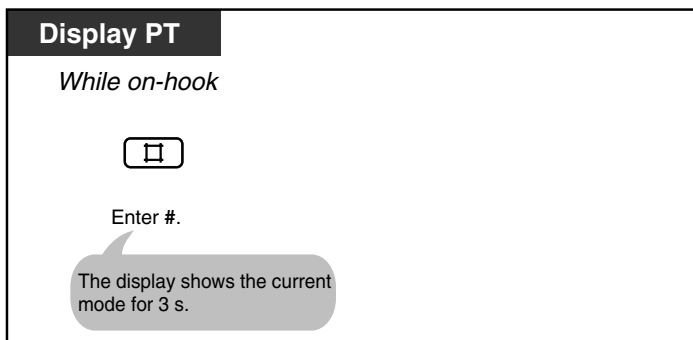 Display PT
While on-hook
#
Enter #.
The display shows the current
mode for 3 s.